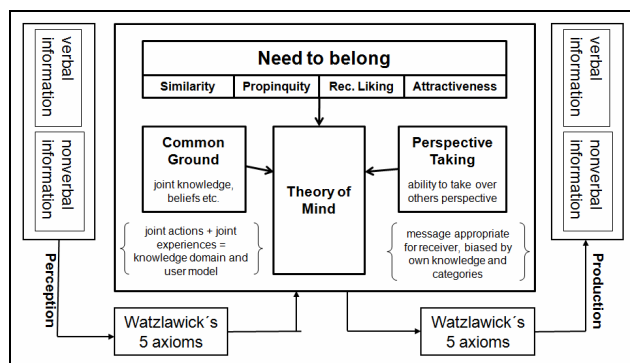 verbal
information
nonverbal
information
Perception
Need to belong
Similarity
Propinquity
Rec. Liking
Attractiveness
Common
Ground
joint knowledge,
beliefs etc.
Theory of
Mind
Perspective
Taking
ability to take over
others perspective
joint actions + joint
experiences =
knowledge domain and
user model
message appropriate
for receiver, biased by
own knowledge and
categories
Watzlawick´s
5 axioms
Watzlawick´s
5 axioms
verbal
information
nonverbal
information
Production